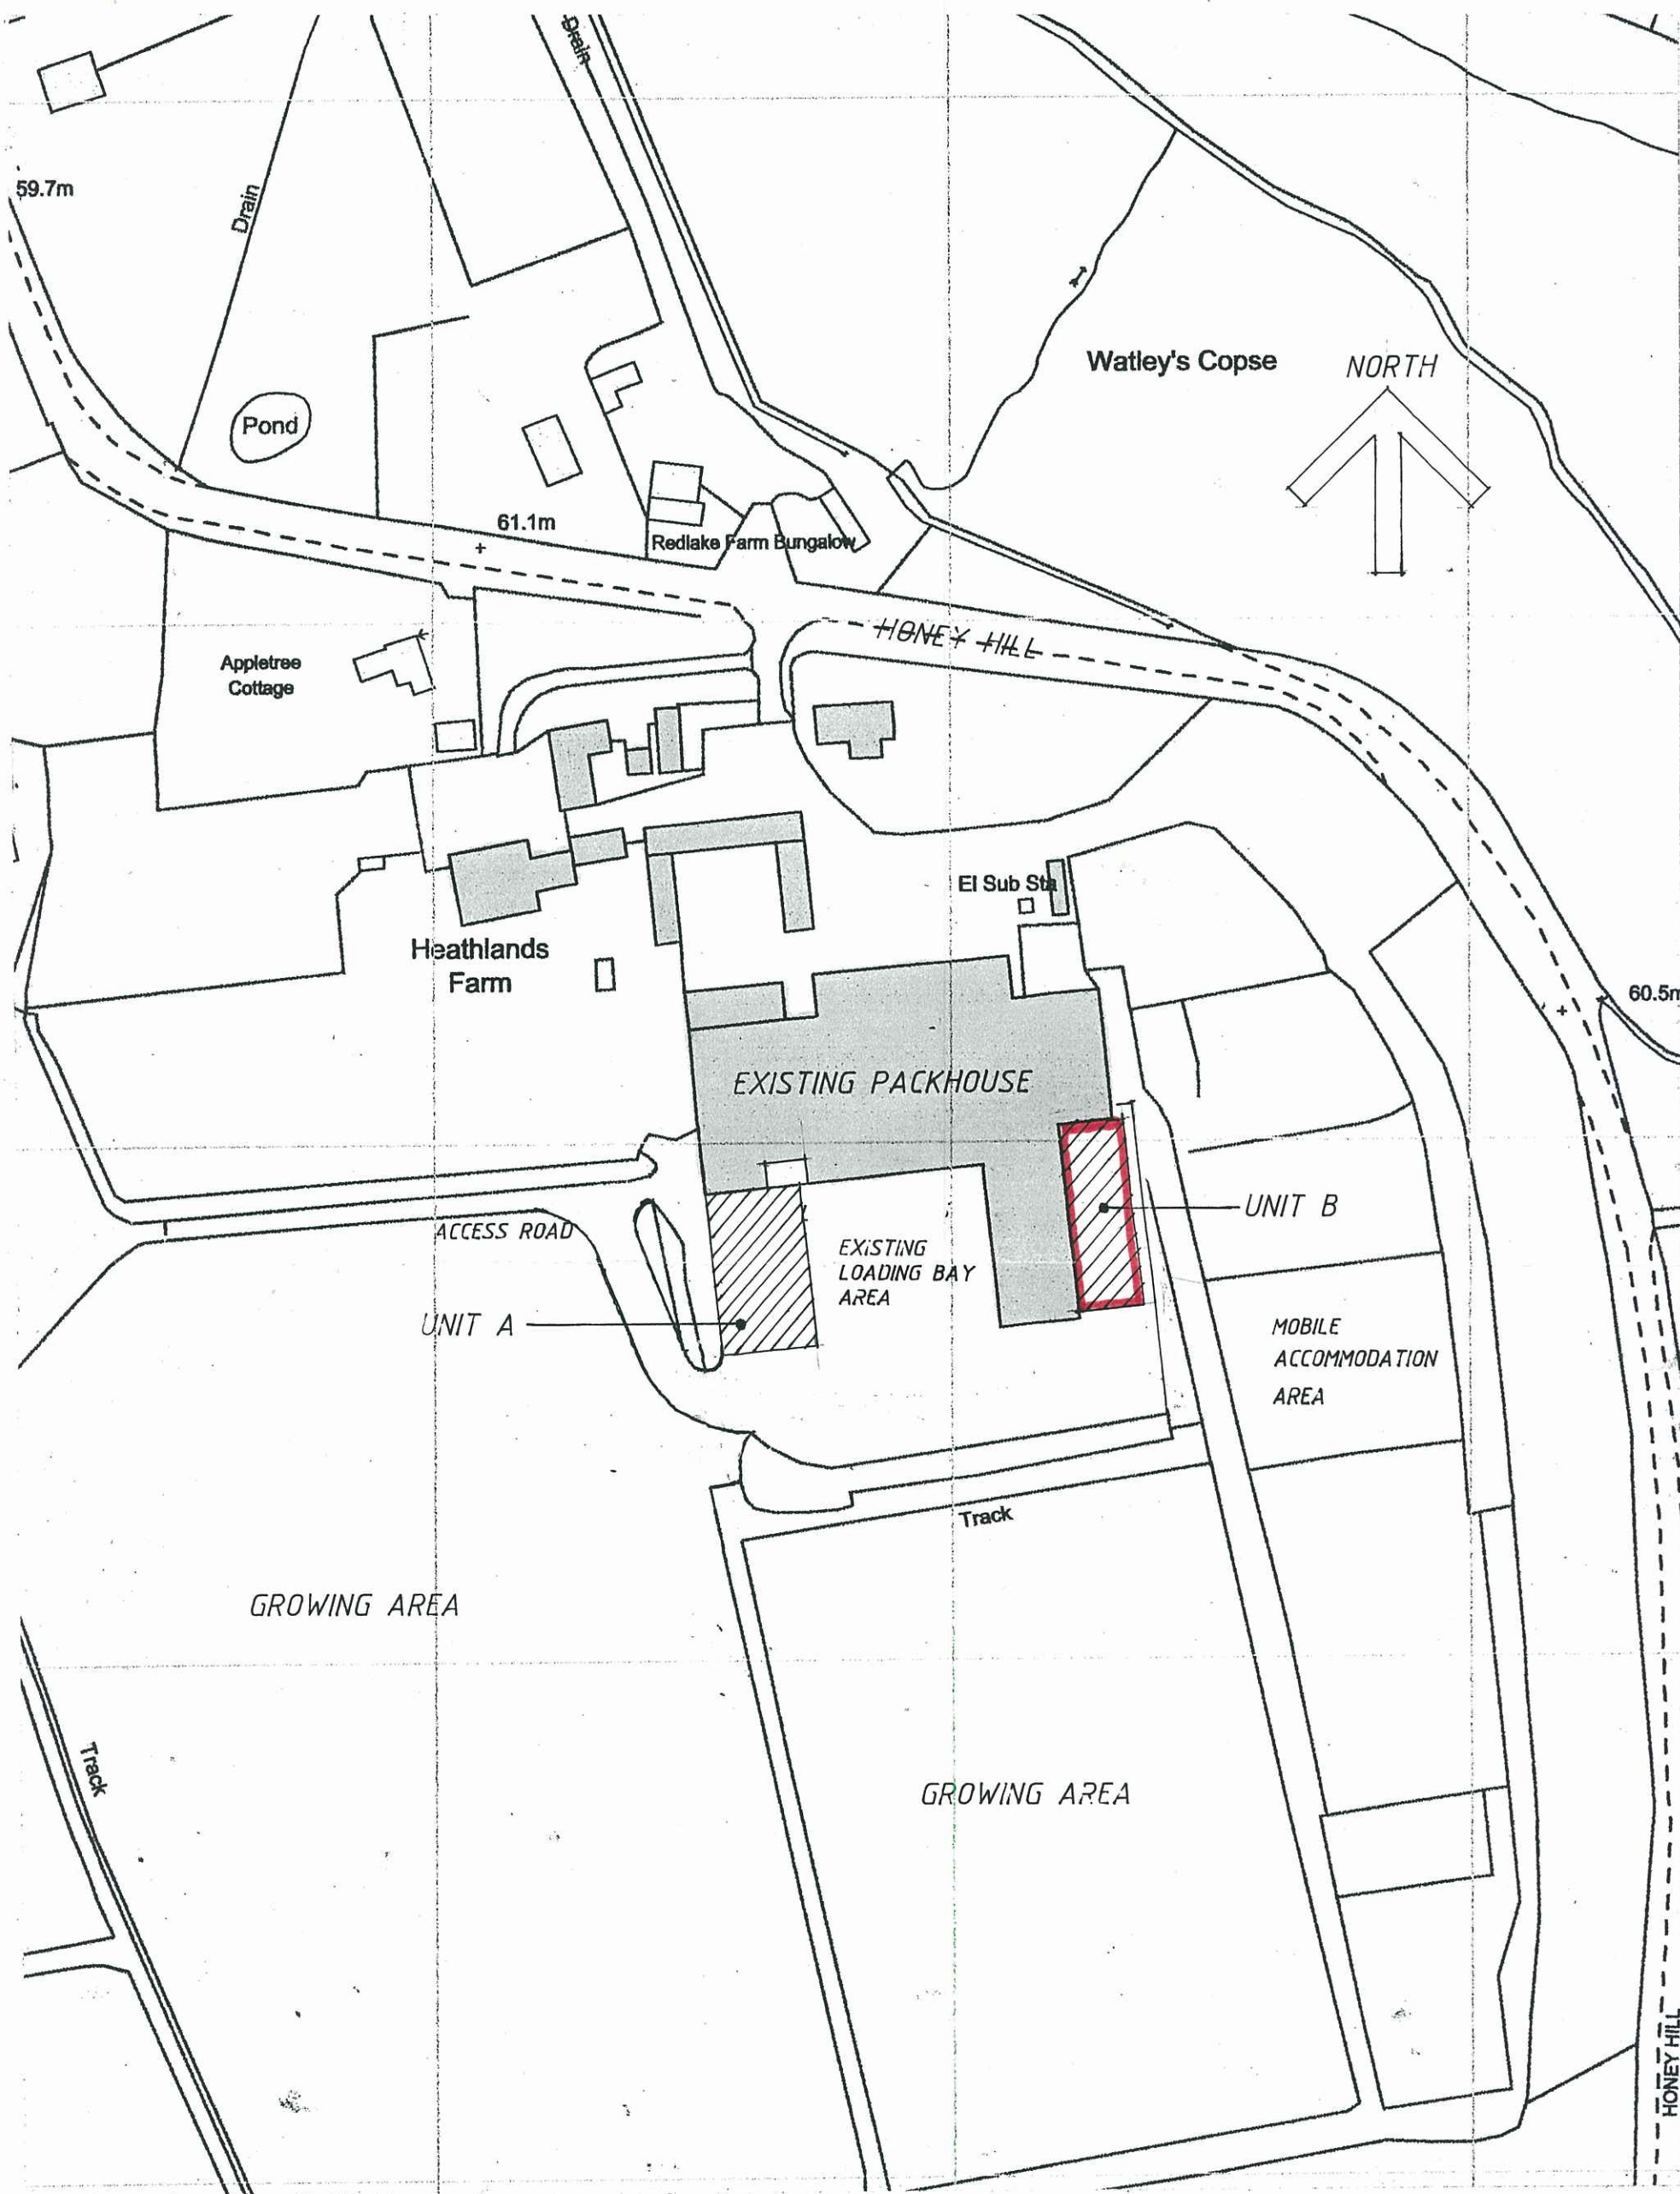 Drain
59.7m
Drain
Watley's Copse
NORTH
Pond
61.1m
Redlake Farm Bungalow
HONEY HILL
Appletree
Cottage
El Sub Sta
Heathlands
Farm
60.5m
EXISTING PACKHOUSE
UNIT B
ACCESS ROAD
EXISTING
LOADING BAY
AREA
UNIT A
MOBILE
ACCOMMODATION
AREA
Track
GROWING AREA
Track
GROWING AREA
HONEY HILL